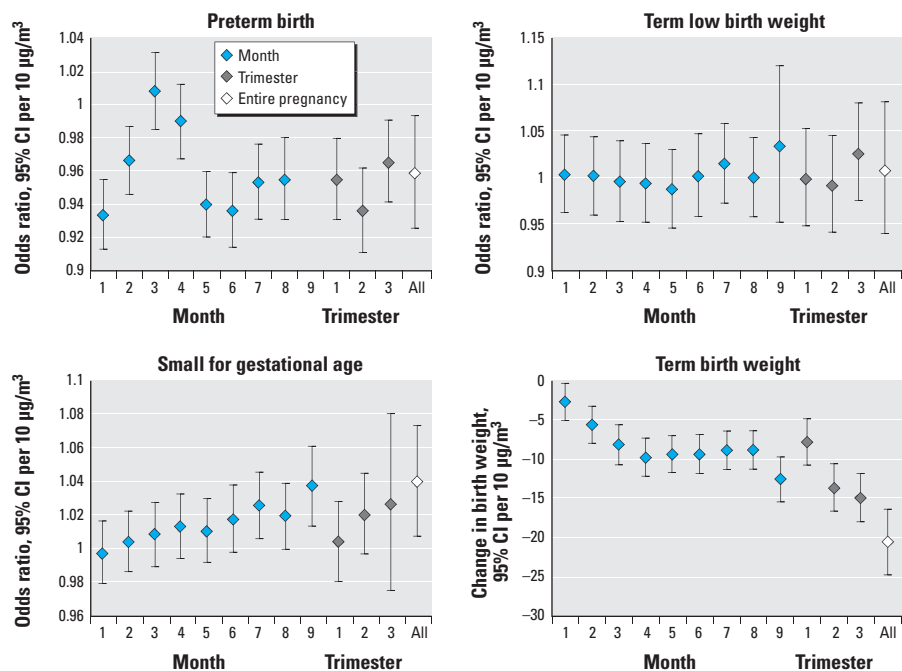 Preterm birth
Odds ratio, 95% CI per 10 µg/m³
1.04
1.02
1
0.98
0.96
0.94
0.92
0.9
Month
Trimester
Entire pregnancy
1 2 3 4 5 6 7 8 9 1 2 3 All
Month Trimester
Term low birth weight
Odds ratio, 95% CI per 10 µg/m³
1.15
1.10
1.05
1
0.95
0.9
1 2 3 4 5 6 7 8 9 1 2 3 All
Month Trimester
Small for gestational age
Odds ratio, 95% CI per 10 µg/m³
1.1
1.08
1.06
1.04
1.02
1
0.98
0.96
1 2 3 4 5 6 7 8 9 1 2 3 All
Month Trimester
Term birth weight
Change in birth weight,
95% CI per 10 µg/m³
0
–5
–10
–15
–20
–25
–30
1 2 3 4 5 6 7 8 9 1 2 3 All
Month Trimester